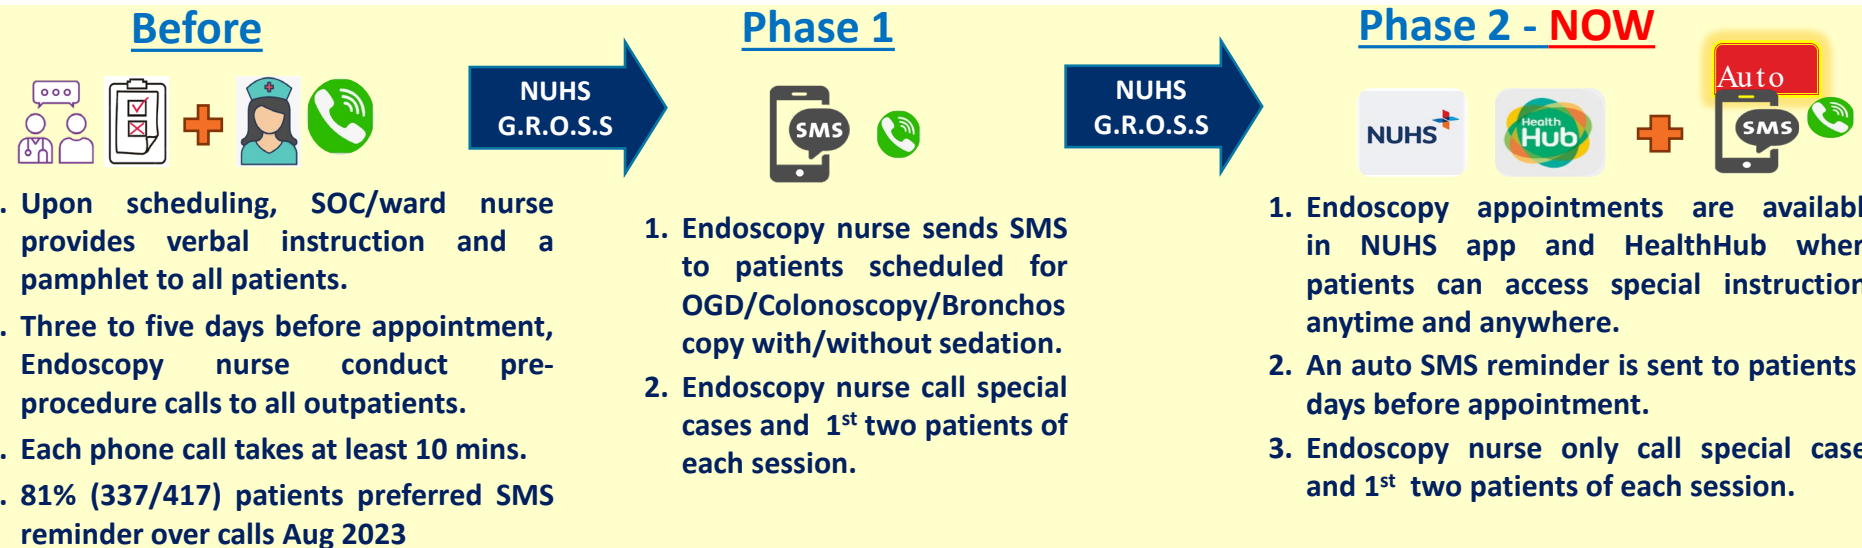 Before
. Upon scheduling, SOC/ward nurse
provides verbal instruction and a
pamphlet to all patients.
. Three to five days before appointment,
Endoscopy nurse conduct pre-
procedure calls to all outpatients.
. Each phone call takes at least 10 mins.
. 81% (337/417) patients preferred SMS
reminder over calls Aug 2023
NUHS
G.R.O.S.S
Phase 1
SMS
1. Endoscopy nurse sends SMS
to patients scheduled for
OGD/Colonoscopy/Bronchos
copy with/without sedation.
2. Endoscopy nurse call special
cases and 1st two patients of
each session.
NUHS
G.R.O.S.S
Phase 2 - NOW
NUHS
Health
Hub
Auto
SMS
1. Endoscopy appointments are availabl
in NUHS app and HealthHub wher
patients can access special instruction
anytime and anywhere.
2. An auto SMS reminder is sent to patients
days before appointment.
3. Endoscopy nurse only call special case
and 1st two patients of each session.